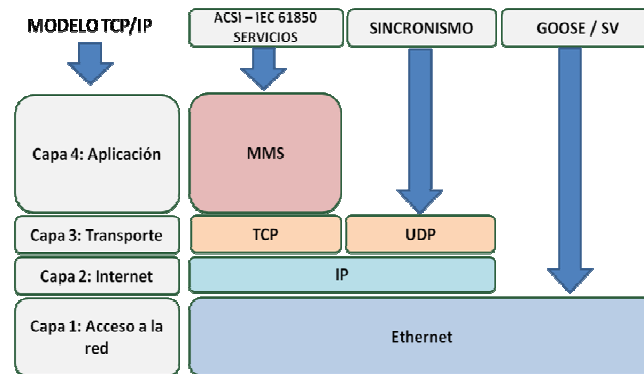 MODELO TCP/IP
ACSI – IEC 61850
SERVICIOS
SINCRONISMO
GOOSE / SV
Capa 4: Aplicación
MMS
Capa 3: Transporte
TCP
UDP
Capa 2: Internet
IP
Capa 1: Acceso a la
red
Ethernet